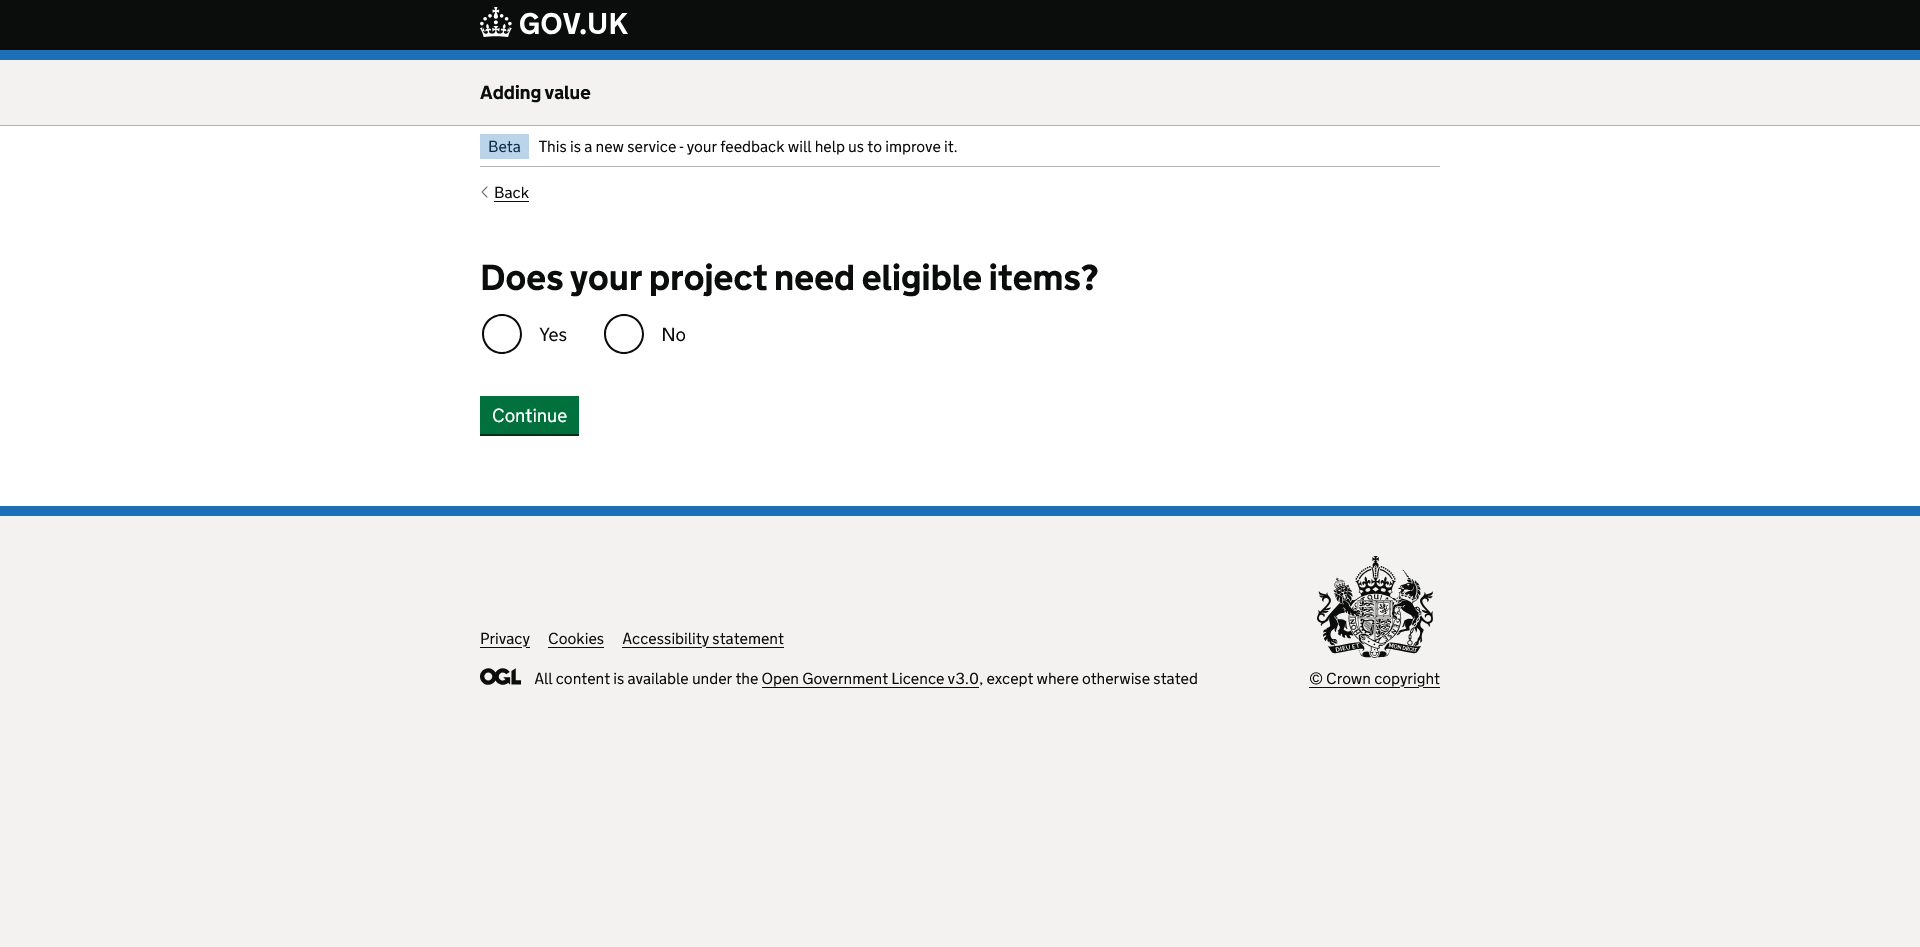 GOV.UK
Adding value
Beta This is a new service - your feedback will help us to improve it.
Back
Does your project need eligible items?
Yes No
Continue
Privacy Cookies Accessibility statement
OGL All content is available under the Open Government Licence v3.0, except where otherwise stated
DIEU ET MON DROIT
© Crown copyright